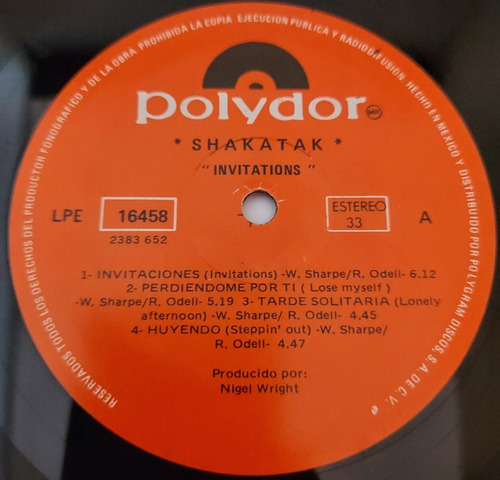 RESERVADOS TODOS LOS DERECHOS DEL PRODUCTOR FONOGRAFICO Y DE LA OBRA. PROHIBIDA LA COPIA EJECUCION PUBLICA Y RADIODIFUSION. HECHO EN MEXICO Y DISTRIBUIDO POR POLYGRAM DISCOS, S.A. DE C. V.
polydor
* SHAKATAK *
"INVITATIONS"
LPE 16458 ESTEREO 33 A
2383 652
1- INVITACIONES (Invitations) -W. Sharpe/R. Odell- 6.12
2- PERDIENDOME POR TI ( Lose myself )
-W. Sharpe/R. Odell- 5,19 3- TARDE SOLITARIA (Lonely
afternoon) -W. Sharpe/ R. Odell- 4,45
4- HUYENDO (Steppin' out) -W. Sharpe/
R. Odell- 4,47
Producido por:
Nigel Wright